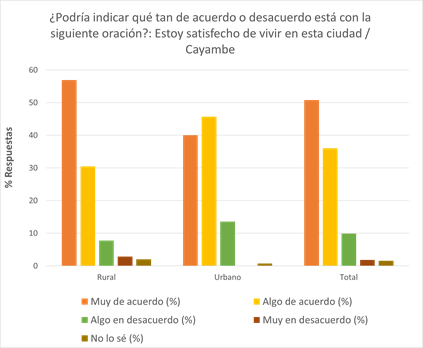 ¿Podría indicar qué tan de acuerdo o desacuerdo está con la
siguiente oración?: Estoy satisfecho de vivir en esta ciudad /
Cayambe
% Respuestas
60
50
40
30
20
10
0
Rural
Urbano
Total
Muy de acuerdo (%)
Algo de acuerdo (%)
Algo en desacuerdo (%)
Muy en desacuerdo (%)
No lo sé (%)